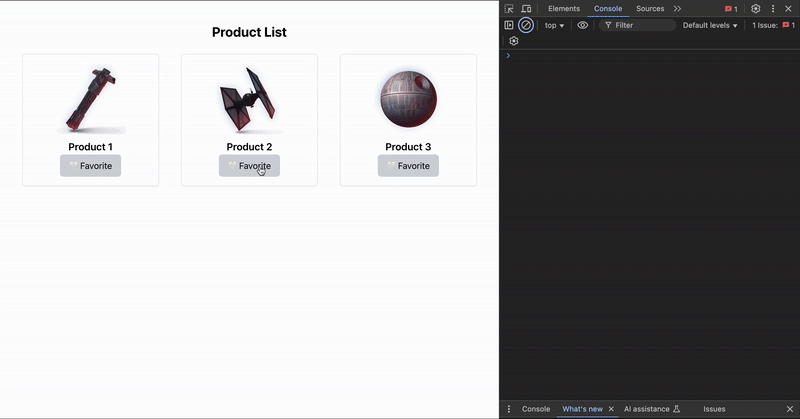 Product List
Product 1
🤍 Favorite
Product 2
🤍 Favorite
Product 3
🤍 Favorite
Elements Console Sources 1
top Filter Default levels 1 Issue: 1
Console What's new AI assistance Issues